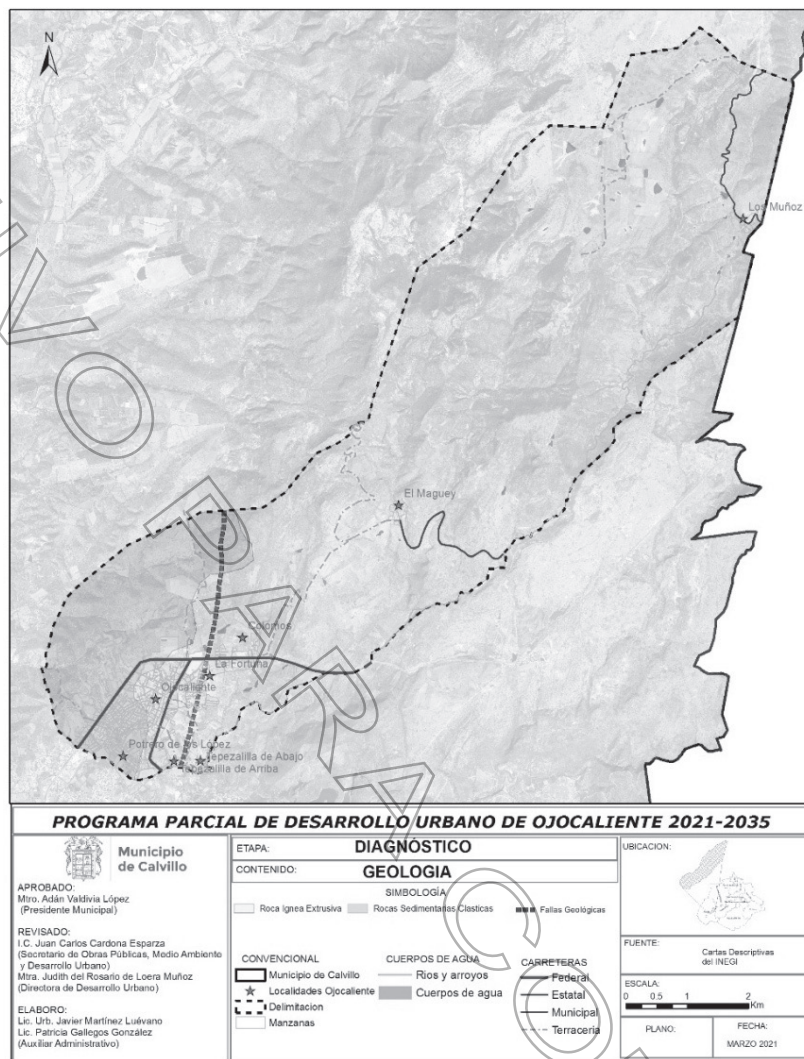 N
Los Muñoz
El Maguey
Colomos
La Fortuna
Ojocaliente
Potrero de los López
Tepezalilla de Abajo
Tepezalilla de Arriba
PARA
PROGRAMA PARCIAL DE DESARROLLO URBANO DE OJOCALIENTE 2021-2035
Municipio
de Calvillo
APROBADO:
Mtro. Adán Valdivia López
(Presidente Municipal)
REVISADO:
I.C. Juan Carlos Cardona Esparza
(Secretario de Obras Públicas, Medio Ambiente
y Desarrollo Urbano)
Mtra. Judith del Rosario de Loera Muñoz
(Directora de Desarrollo Urbano)
ELABORO:
Lic. Urb. Javier Martínez Luévano
Lic. Patricia Gallegos González
(Auxiliar Administrativo)
ETAPA: DIAGNÓSTICO
CONTENIDO: GEOLOGIA
SIMBOLOGÍA
Roca Ignea Extrusiva
Rocas Sedimentarias Clasticas
Fallas Geológicas
CONVENCIONAL
Municipio de Calvillo
Localidades Ojocaliente
Delimitacion
Manzanas
CUERPOS DE AGUA
Rios y arroyos
Cuerpos de agua
CARRETERAS
Federal
Estatal
Municipal
Terraceria
UBICACION:
FUENTE:
Cartas Descriptivas
del INEGI
ESCALA:
0 0.5 1 2
Km
PLANO:
FECHA:
MARZO 2021